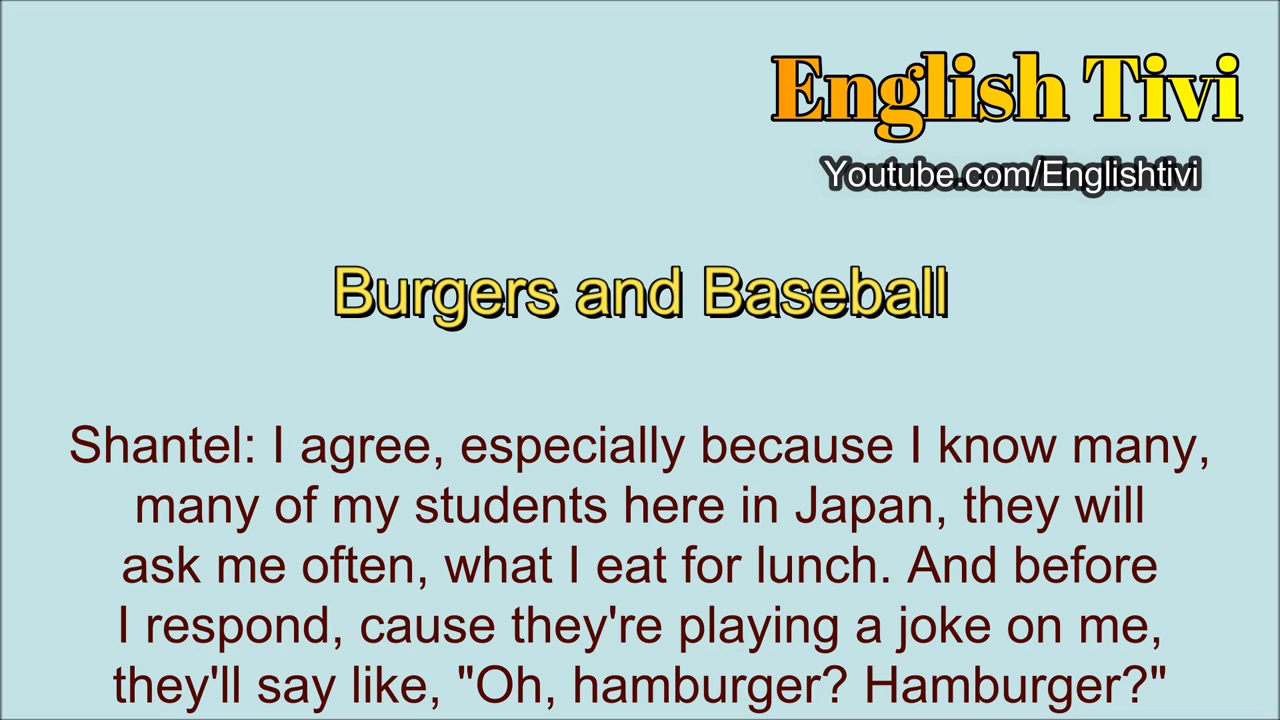 English Tivi
Youtube.com/Englishtivi
Burgers and Baseball
Shantel: I agree, especially because I know many,
many of my students here in Japan, they will
ask me often, what I eat for lunch. And before
I respond, cause they're playing a joke on me,
they'll say like, "Oh, hamburger? Hamburger?"